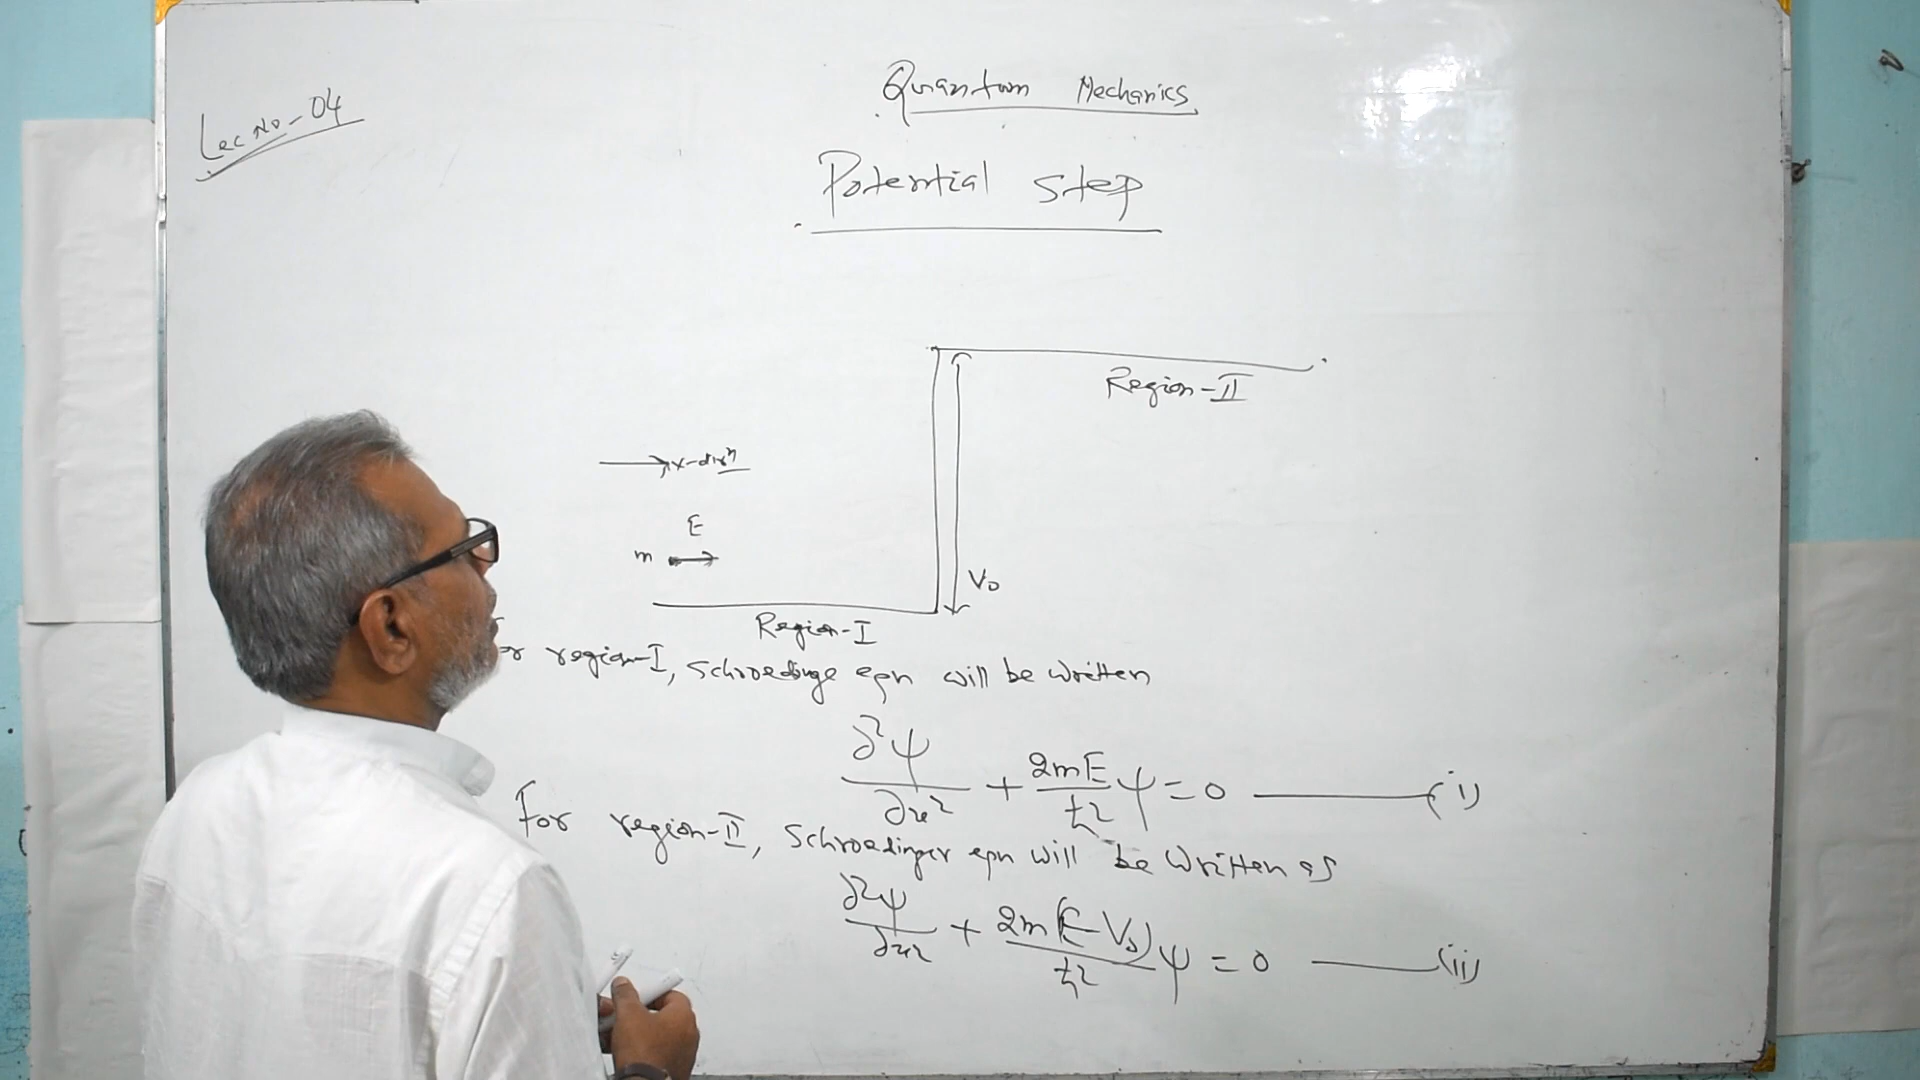 Lec No-04
Quantum Mechanics
Potential Step
Region-II
x-dirⁿ
E
m
V₀
Region-I
region-I, Schroedinge eqn will be written
∂²ψ/∂x² + 2mE/ħ² ψ = 0 ——— (i)
For region-II, Schroedinger eqn will be written as
∂²ψ/∂x² + 2m(E-V₀)/ħ² ψ = 0 ——— (ii)